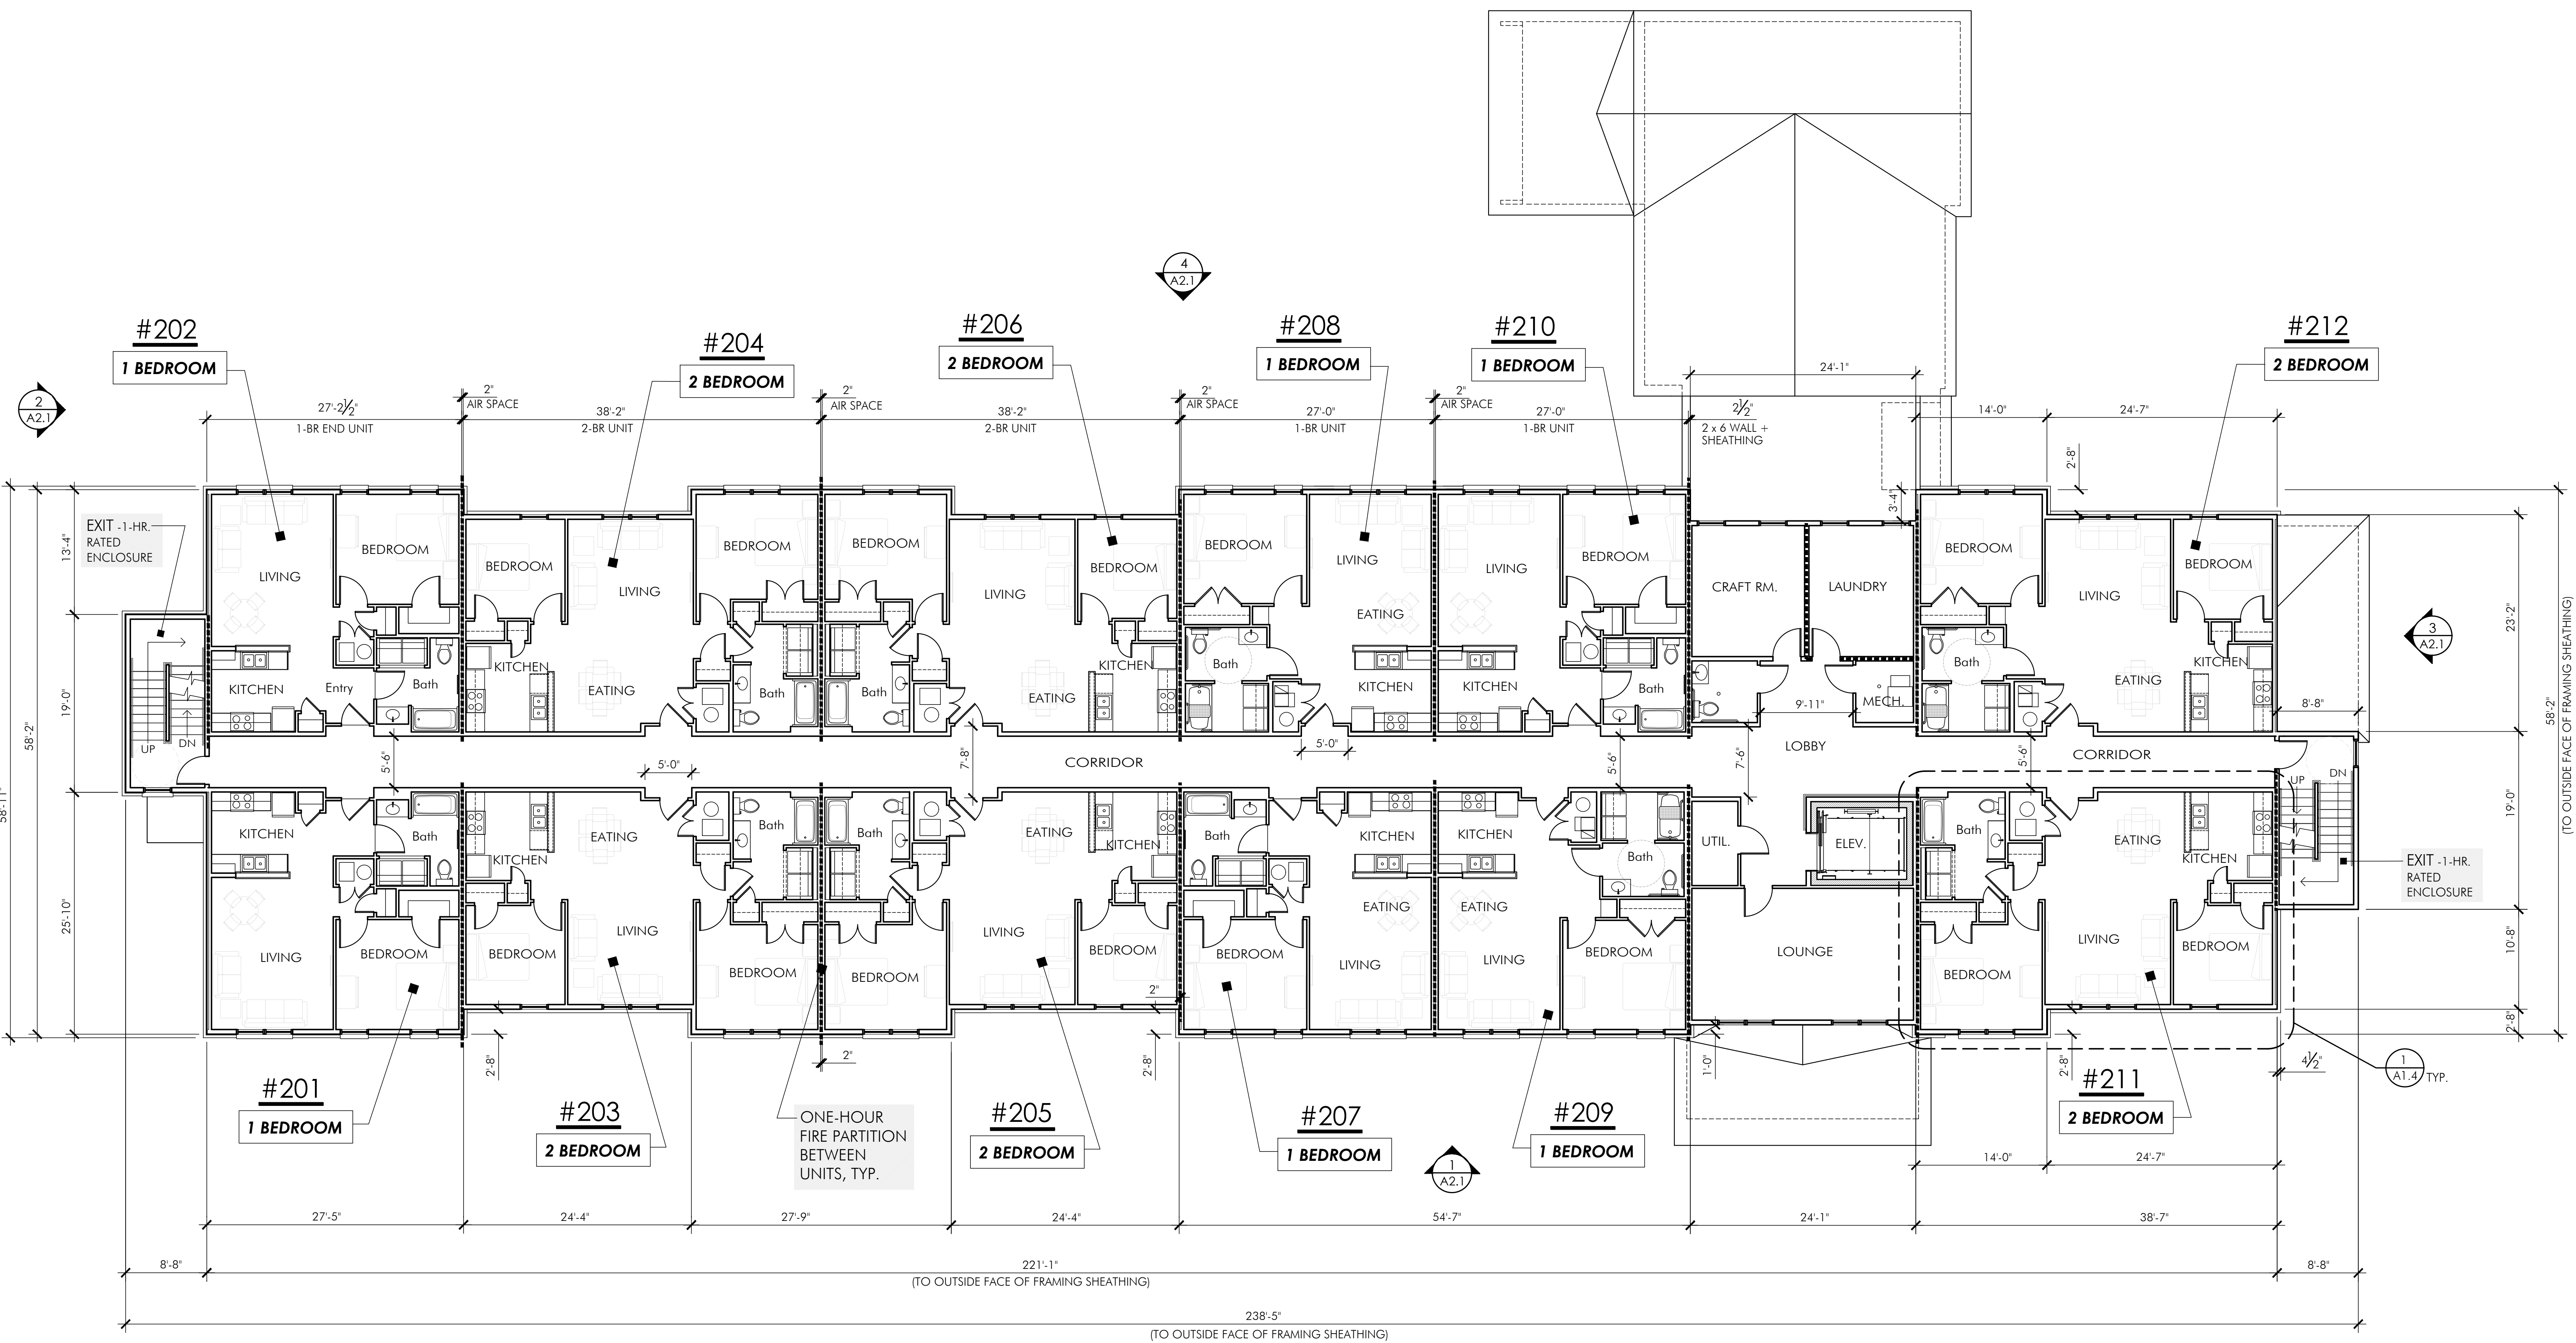 4
A2.1
#202
1 BEDROOM
#204
2 BEDROOM
#206
2 BEDROOM
#208
1 BEDROOM
#210
1 BEDROOM
#212
2 BEDROOM
2
A2.1
24'-1"
27'-2½"
1-BR END UNIT
2"
AIR SPACE
38'-2"
2-BR UNIT
2"
AIR SPACE
38'-2"
2-BR UNIT
2"
AIR SPACE
27'-0"
1-BR UNIT
2"
AIR SPACE
27'-0"
1-BR UNIT
2½"
2 x 6 WALL +
SHEATHING
14'-0"
24'-7"
2'-8"
3'-4"
EXIT -1-HR.
RATED
ENCLOSURE
13'-4"
19'-0"
25'-10"
58'-2"
58'-11"
LIVING
BEDROOM
KITCHEN
Entry
Bath
BEDROOM
LIVING
BEDROOM
KITCHEN
EATING
Bath
BEDROOM
LIVING
BEDROOM
KITCHEN
EATING
Bath
BEDROOM
LIVING
EATING
Bath
KITCHEN
LIVING
BEDROOM
KITCHEN
Bath
CRAFT RM.
LAUNDRY
MECH.
9'-11"
BEDROOM
LIVING
BEDROOM
Bath
KITCHEN
EATING
3
A2.1
23'-2"
19'-0"
10'-8"
2'-8"
58'-2"
(TO OUTSIDE FACE OF FRAMING SHEATHING)
8'-8"
UP
DN
5'-6"
5'-0"
7'-8"
CORRIDOR
5'-0"
5'-6"
7'-6"
LOBBY
5'-6"
CORRIDOR
UP
DN
KITCHEN
Bath
LIVING
BEDROOM
EATING
KITCHEN
Bath
BEDROOM
LIVING
BEDROOM
Bath
EATING
KITCHEN
BEDROOM
LIVING
BEDROOM
Bath
KITCHEN
EATING
BEDROOM
LIVING
KITCHEN
EATING
Bath
LIVING
BEDROOM
UTIL.
ELEV.
LOUNGE
Bath
EATING
KITCHEN
BEDROOM
LIVING
BEDROOM
EXIT -1-HR.
RATED
ENCLOSURE
2'-8"
2"
2"
2'-8"
1'-0"
2'-8"
4½"
1
A1.4
TYP.
#201
1 BEDROOM
#203
2 BEDROOM
ONE-HOUR
FIRE PARTITION
BETWEEN
UNITS, TYP.
#205
2 BEDROOM
#207
1 BEDROOM
1
A2.1
#209
1 BEDROOM
#211
2 BEDROOM
14'-0"
24'-7"
27'-5"
24'-4"
27'-9"
24'-4"
54'-7"
24'-1"
38'-7"
8'-8"
221'-1"
(TO OUTSIDE FACE OF FRAMING SHEATHING)
8'-8"
238'-5"
(TO OUTSIDE FACE OF FRAMING SHEATHING)